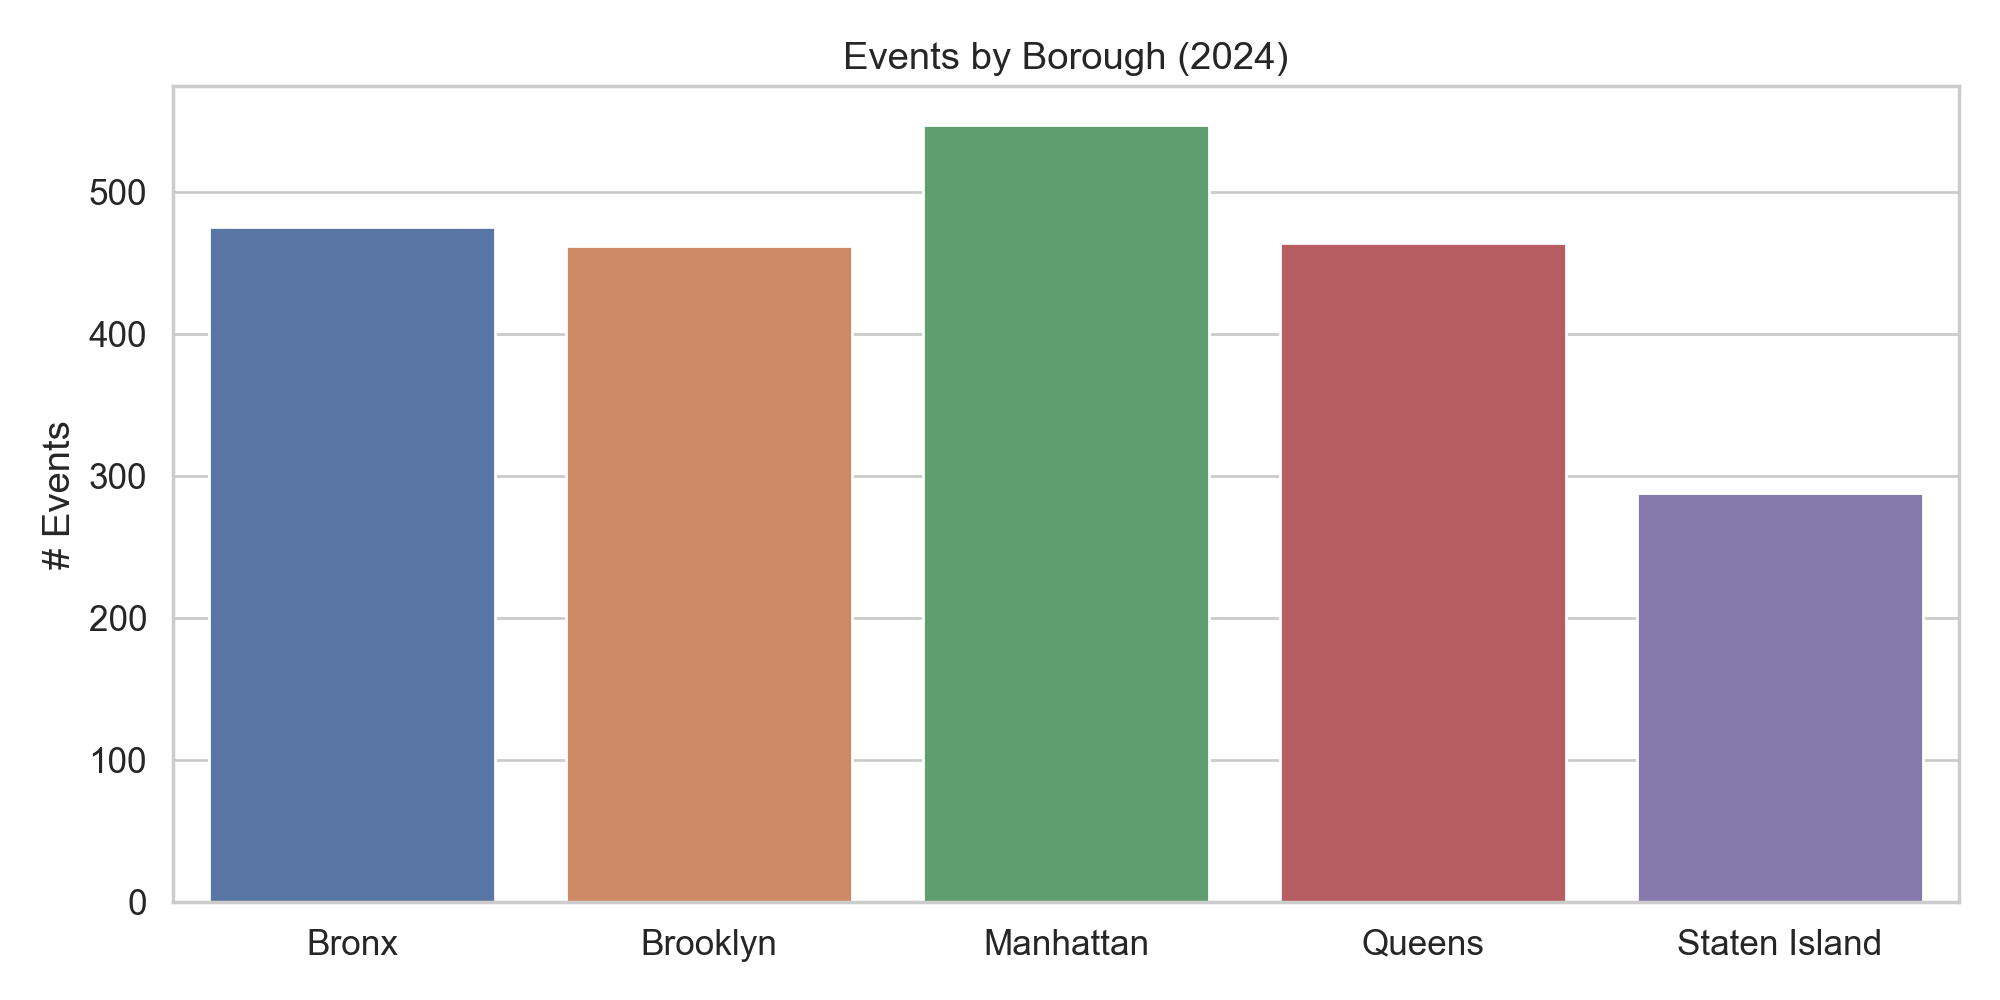 Events by Borough (2024)
# Events
500
400
300
200
100
0
Bronx
Brooklyn
Manhattan
Queens
Staten Island